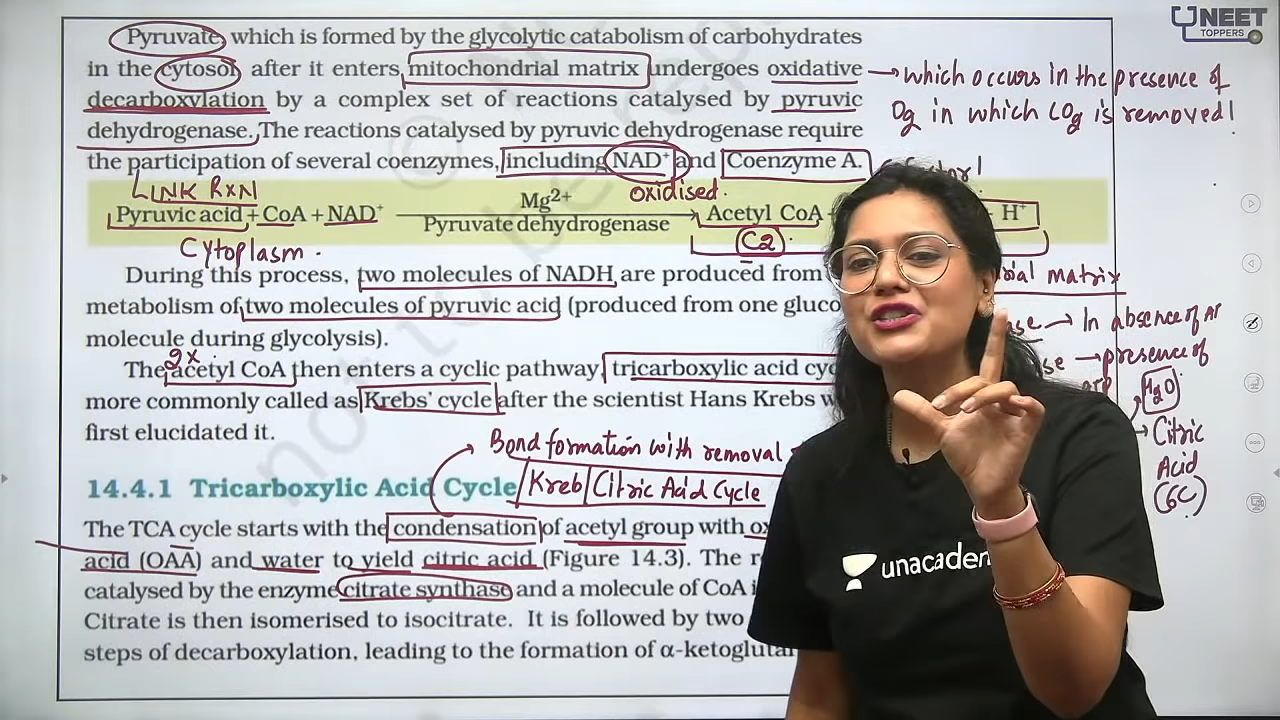 Pyruvate, which is formed by the glycolytic catabolism of carbohydrates
in the cytosol after it enters mitochondrial matrix undergoes oxidative
decarboxylation by a complex set of reactions catalysed by pyruvic
dehydrogenase. The reactions catalysed by pyruvic dehydrogenase require
the participation of several coenzymes, including NAD⁺ and Coenzyme A.
→ which occurs in the presence of
O2 in which CO2 is removed!
LINK RXN
oxidised.
Pyruvic acid + CoA + NAD⁺
Mg2+
Pyruvate dehydrogenase
Acetyl CoA +
+ H⁺
Cytoplasm.
C2
During this process, two molecules of NADH are produced from
metabolism of two molecules of pyruvic acid (produced from one gluco
molecule during glycolysis).
2x
The acetyl CoA then enters a cyclic pathway, tricarboxylic acid cyc
more commonly called as Krebs' cycle after the scientist Hans Krebs w
first elucidated it.
matrix
→ In absence of
→ presence of
H2O
→ Citric
Acid
(6C)
Bond formation with removal
14.4.1 Tricarboxylic Acid Cycle
Kreb/Citric Acid Cycle
The TCA cycle starts with the condensation of acetyl group with ox
acid (OAA) and water to yield citric acid (Figure 14.3). The r
catalysed by the enzyme citrate synthase and a molecule of CoA i
Citrate is then isomerised to isocitrate. It is followed by two
steps of decarboxylation, leading to the formation of α-ketogluta
NEET
TOPPERS
unacadem